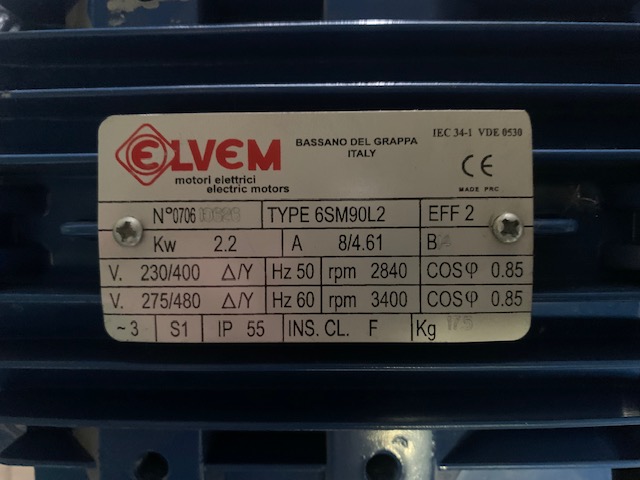 ELVEM
motori elettrici
electric motors
BASSANO DEL GRAPPA
ITALY
IEC 34-1 VDE 0530
CE
MADE PRC
N°0706 TYPE 6SM90L2 EFF 2
Kw 2.2 A 8/4.61 B
V. 230/400 Δ/Y Hz 50 rpm 2840 COSφ 0.85
V. 275/480 Δ/Y Hz 60 rpm 3400 COSφ 0.85
~3 S1 IP 55 INS. CL. F Kg